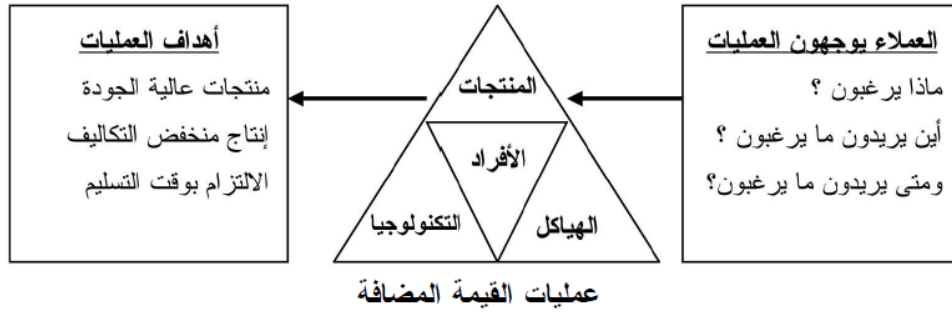 العملاء يوجهون العمليات
ماذا يرغبون ؟
أين يريدون ما يرغبون ؟
ومتى يريدون ما يرغبون؟
المنتجات
الأفراد
الهياكل
التكنولوجيا
أهداف العمليات
منتجات عالية الجودة
إنتاج منخفض التكاليف
الالتزام بوقت التسليم
عمليات القيمة المضافة